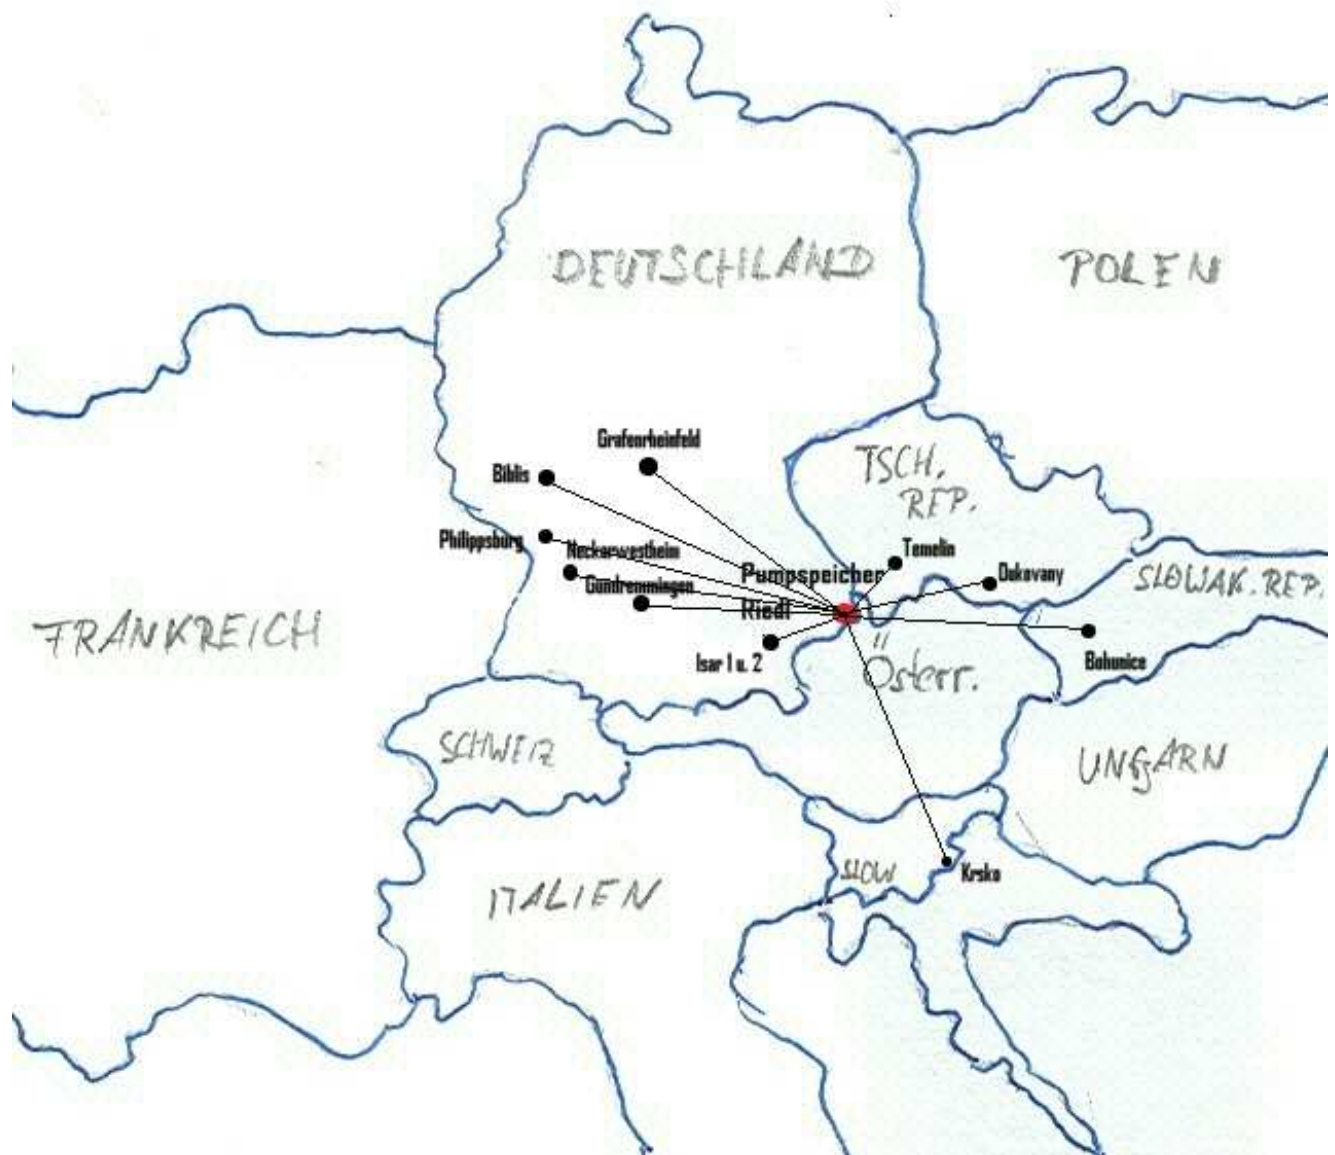 DEUTSCHLAND
POLEN
Grafenrheinfeld
Biblis
TSCH.
REP.
Philippsburg
Neckarwestheim
Temelin
Pumpspeicher
Gundremmingen
Dukovany
SLOWAK. REP.
Riedl
FRANKREICH
Isar 1 u. 2
Österr.
Bohunice
SCHWEIZ
UNGARN
SLOW
Krsko
ITALIEN